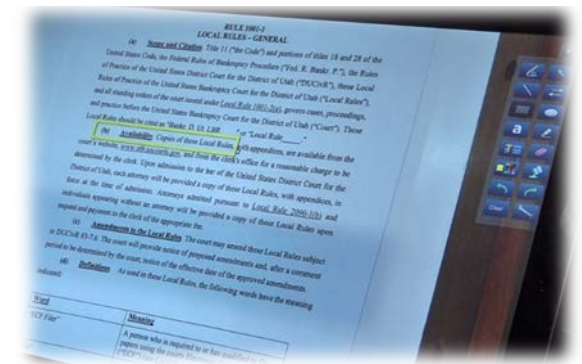 RULE 1001-1
LOCAL RULES – GENERAL
(a) Scope and Citation. Title 11 ("the Code") and portions of titles 18 and 28 of the
United States Code, the Federal Rules of Bankruptcy Procedure ("Fed. R. Bankr. P."), the Rules
of Practice of the United States District Court for the District of Utah ("DUCivR"), these Local
Rules of Practice of the United States Bankruptcy Court for the District of Utah ("Local Rules"),
and all standing orders of the court issued under Local Rule 1001-2(a), govern cases, proceedings,
and practice before the United States Bankruptcy Court for the District of Utah ("Court"). These
Local Rules should be cited as "Bankr. D. Ut. LBR ___" or "Local Rule ___."
(b) Availability. Copies of these Local Rules, with appendices, are available from the
court's website, www.utb.uscourts.gov, and from the clerk's office for a reasonable charge to be
determined by the clerk. Upon admission to the bar of the United States District Court for the
District of Utah, each attorney will be provided a copy of these Local Rules, with appendices, in
force at the time of admission. Attorneys admitted pursuant to Local Rule 2090-1(b) and
individuals appearing without an attorney will be provided a copy of these Local Rules upon
request and payment to the clerk of the appropriate fee.
(c) Amendments to the Local Rules. The court may amend these Local Rules subject
to DUCivR 83-7.6. The court will provide notice of proposed amendments and, after a comment
period to be determined by the court, notice of the effective date of the approved amendments.
(d) Definitions. As used in these Local Rules, the following words have the meaning
indicated:
Word Meaning
"ECF Filer" A person who is required to or has qualified to
papers using the courts Electronic
a
T
Clear